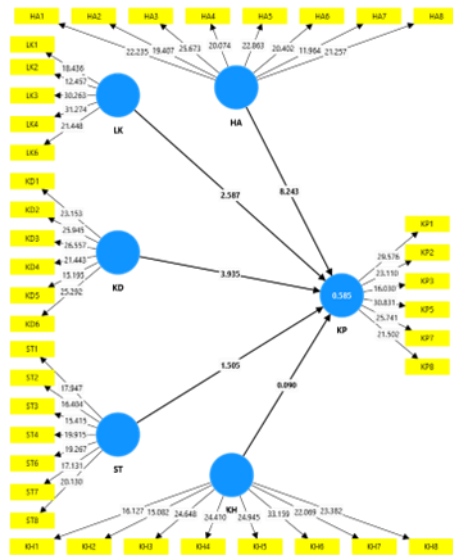 HA1 HA2 HA3 HA4 HA5 HA6 HA7 HA8
22.235 19.407 25.673 20.074 22.863 20.402 11.964 21.257
HA
LK1
LK2
LK3
LK4
LK6
18.436
12.457
30.263
31.274
21.448
LK
2.587
8.243
KD1
KD2
KD3
KD4
KD5
KD6
23.153
25.945
26.557
21.443
15.195
25.292
KD
3.935
KP1
KP2
KP3
KP5
KP7
KP8
29.576
23.110
16.030
30.831
25.741
21.502
0.585
KP
ST1
ST2
ST3
ST4
ST6
ST7
ST8
17.947
16.404
15.415
19.915
19.267
17.131
20.130
ST
1.505
0.090
KH
16.127 15.082 24.648 24.410 24.945 33.159 22.069 23.382
KH1 KH2 KH3 KH4 KH5 KH6 KH7 KH8